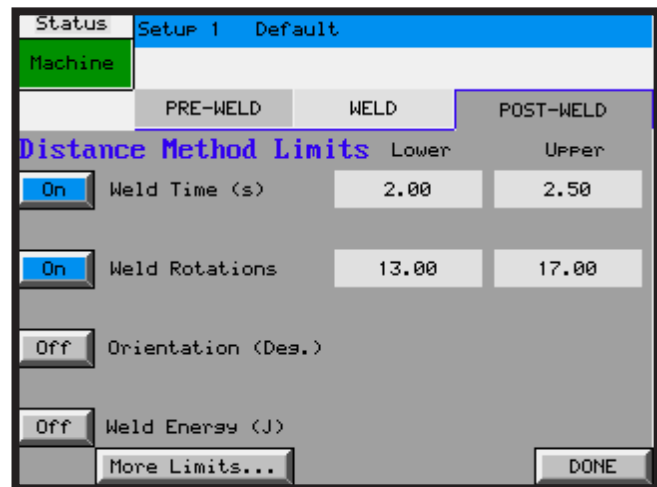 Status
Setup 1 Default
Machine
PRE-WELD WELD POST-WELD
Distance Method Limits Lower Upper
On Weld Time (s) 2.00 2.50
On Weld Rotations 13.00 17.00
Off Orientation (Deg.)
Off Weld Energy (J)
More Limits... DONE